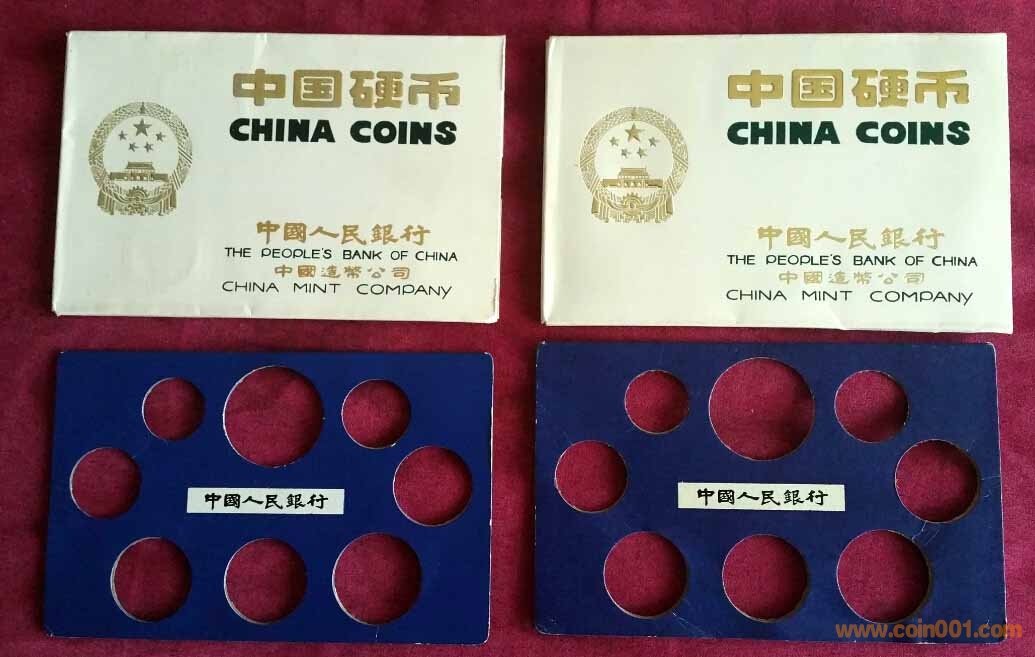 中国硬币
CHINA COINS
中國人民銀行
THE PEOPLE'S BANK OF CHINA
中國造幣公司
CHINA MINT COMPANY
中国硬币
CHINA COINS
中國人民銀行
THE PEOPLE'S BANK OF CHINA
中國造幣公司
CHINA MINT COMPANY
中國人民銀行
中國人民銀行
www.coin001.com